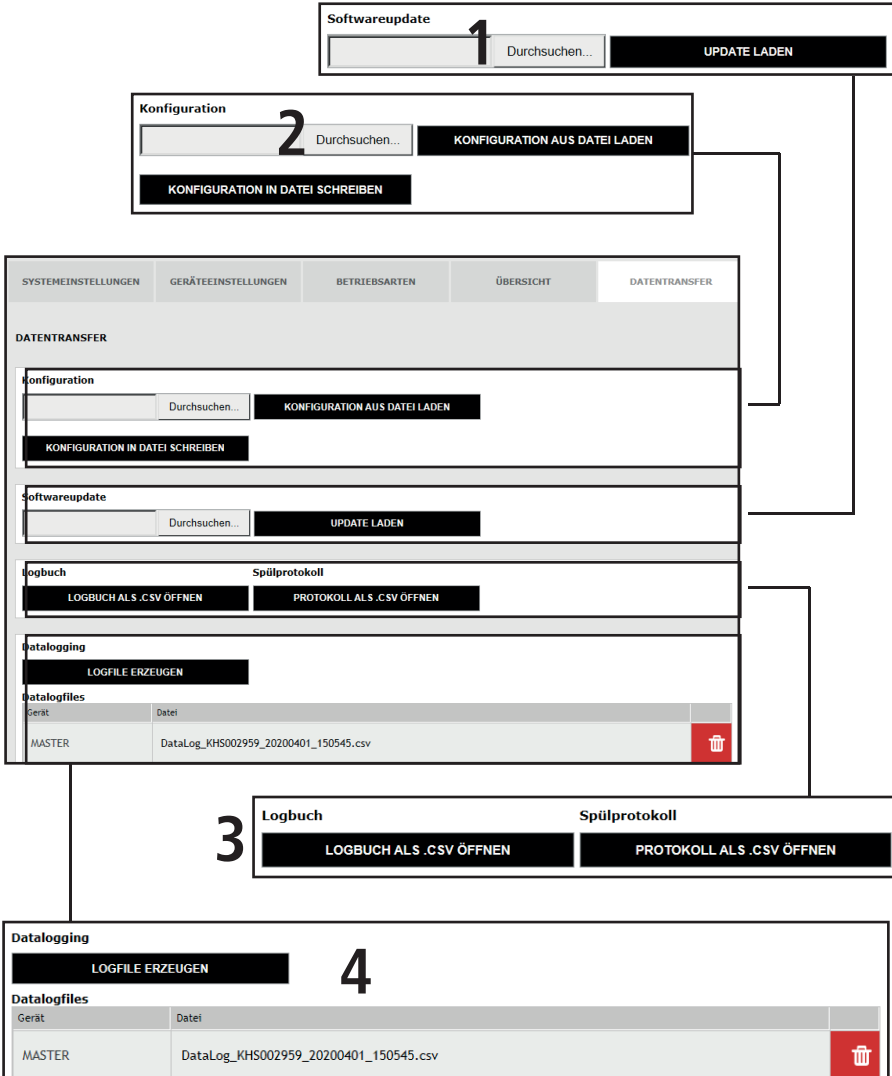 Softwareupdate
1
Durchsuchen... UPDATE LADEN
Konfiguration
2
Durchsuchen... KONFIGURATION AUS DATEI LADEN
KONFIGURATION IN DATEI SCHREIBEN
SYSTEMEINSTELLUNGEN GERÄTEEINSTELLUNGEN BETRIEBSARTEN ÜBERSICHT DATENTRANSFER
DATENTRANSFER
Konfiguration
Durchsuchen... KONFIGURATION AUS DATEI LADEN
KONFIGURATION IN DATEI SCHREIBEN
Softwareupdate
Durchsuchen... UPDATE LADEN
Logbuch Spülprotokoll
LOGBUCH ALS .CSV ÖFFNEN PROTOKOLL ALS .CSV ÖFFNEN
Datalogging
LOGFILE ERZEUGEN
Datalogfiles
Gerät Datei
MASTER DataLog_KHS002959_20200401_150545.csv
3
Logbuch Spülprotokoll
LOGBUCH ALS .CSV ÖFFNEN PROTOKOLL ALS .CSV ÖFFNEN
Datalogging
LOGFILE ERZEUGEN
4
Datalogfiles
Gerät Datei
MASTER DataLog_KHS002959_20200401_150545.csv